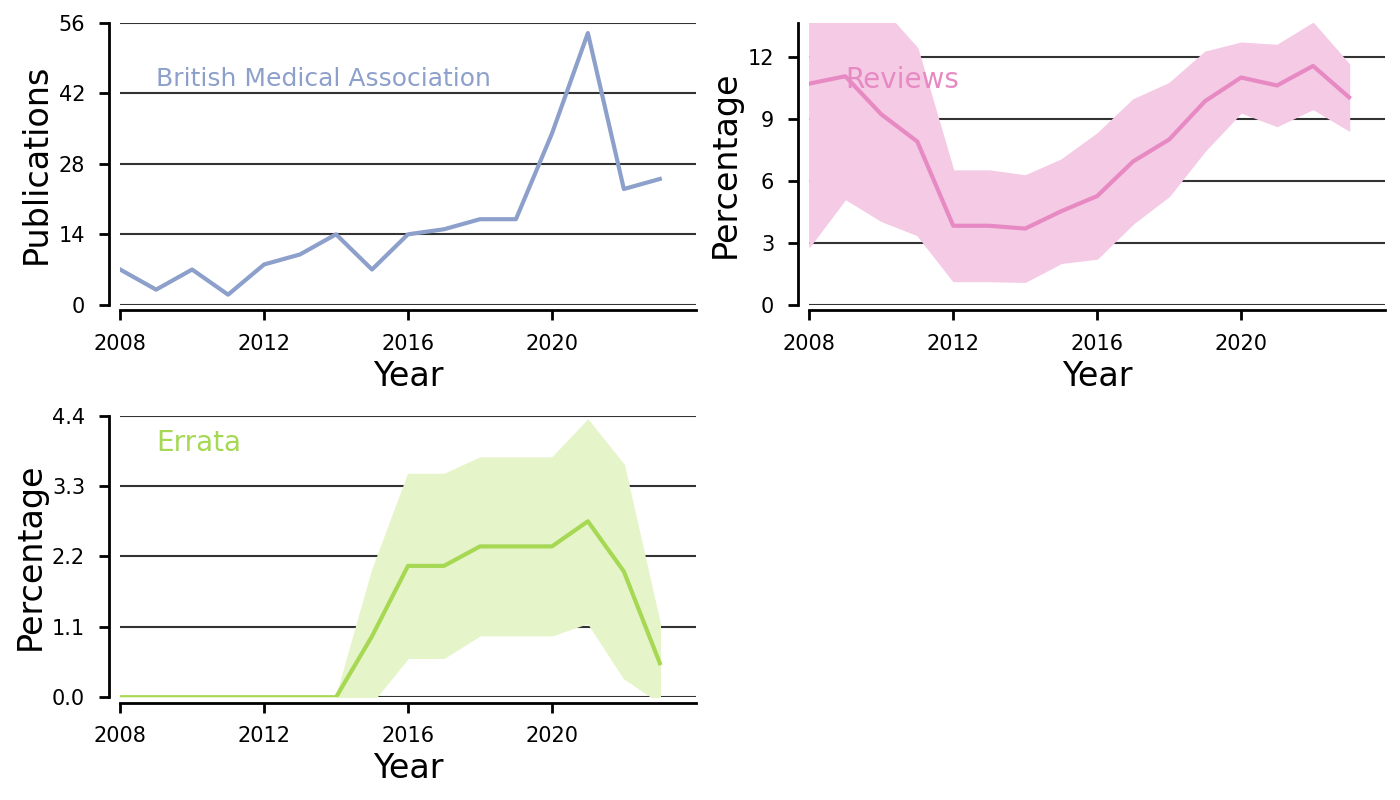 Publications
56
42
28
14
0
British Medical Association
2008 2012 2016 2020
Year
Percentage
12
9
6
3
0
Reviews
2008 2012 2016 2020
Year
Percentage
4.4
3.3
2.2
1.1
0.0
Errata
2008 2012 2016 2020
Year